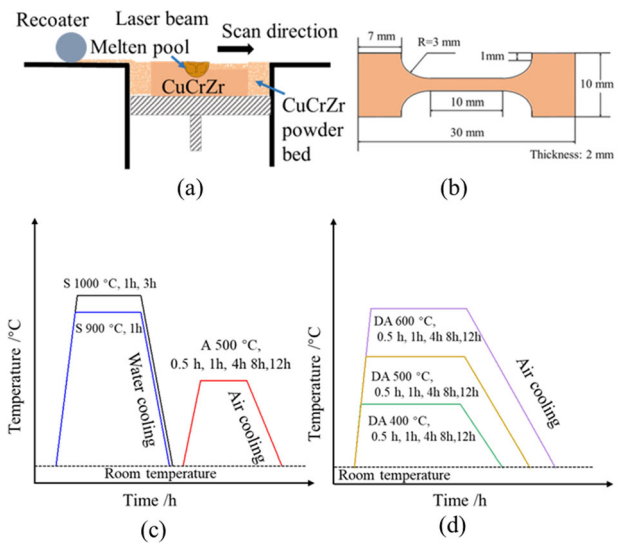 Recoater
Laser beam
Scan direction
Melten pool
CuCrZr
CuCrZr
powder
bed
(a)
7 mm
R=3 mm
1mm
10 mm
10 mm
30 mm
Thickness: 2 mm
(b)
Temperature /°C
S 1000 °C, 1h, 3h
S 900 °C, 1h
Water cooling
A 500 °C,
0.5 h, 1h, 4h 8h,12h
Air cooling
Room temperature
Time /h
(c)
Temperature /°C
DA 600 °C,
0.5 h, 1h, 4h 8h,12h
DA 500 °C,
0.5 h, 1h, 4h 8h,12h
DA 400 °C,
0.5 h, 1h, 4h 8h,12h
Air cooling
Room temperature
Time /h
(d)